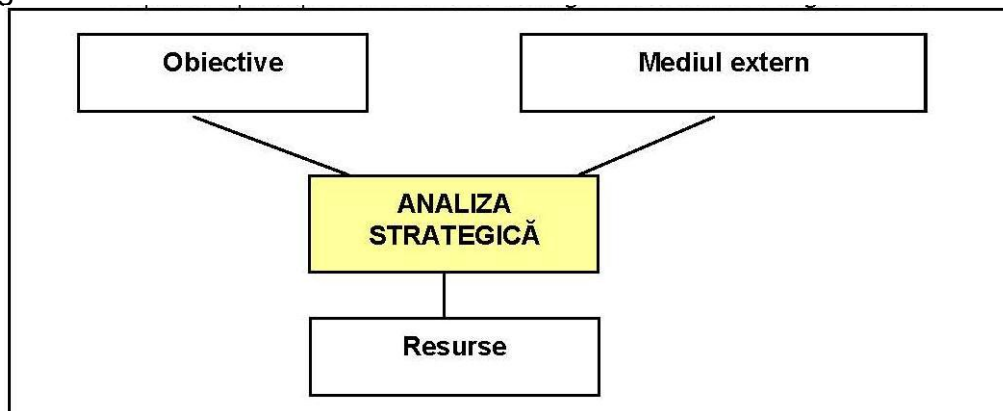 Obiective
Mediul extern
ANALIZA
STRATEGICĂ
Resurse